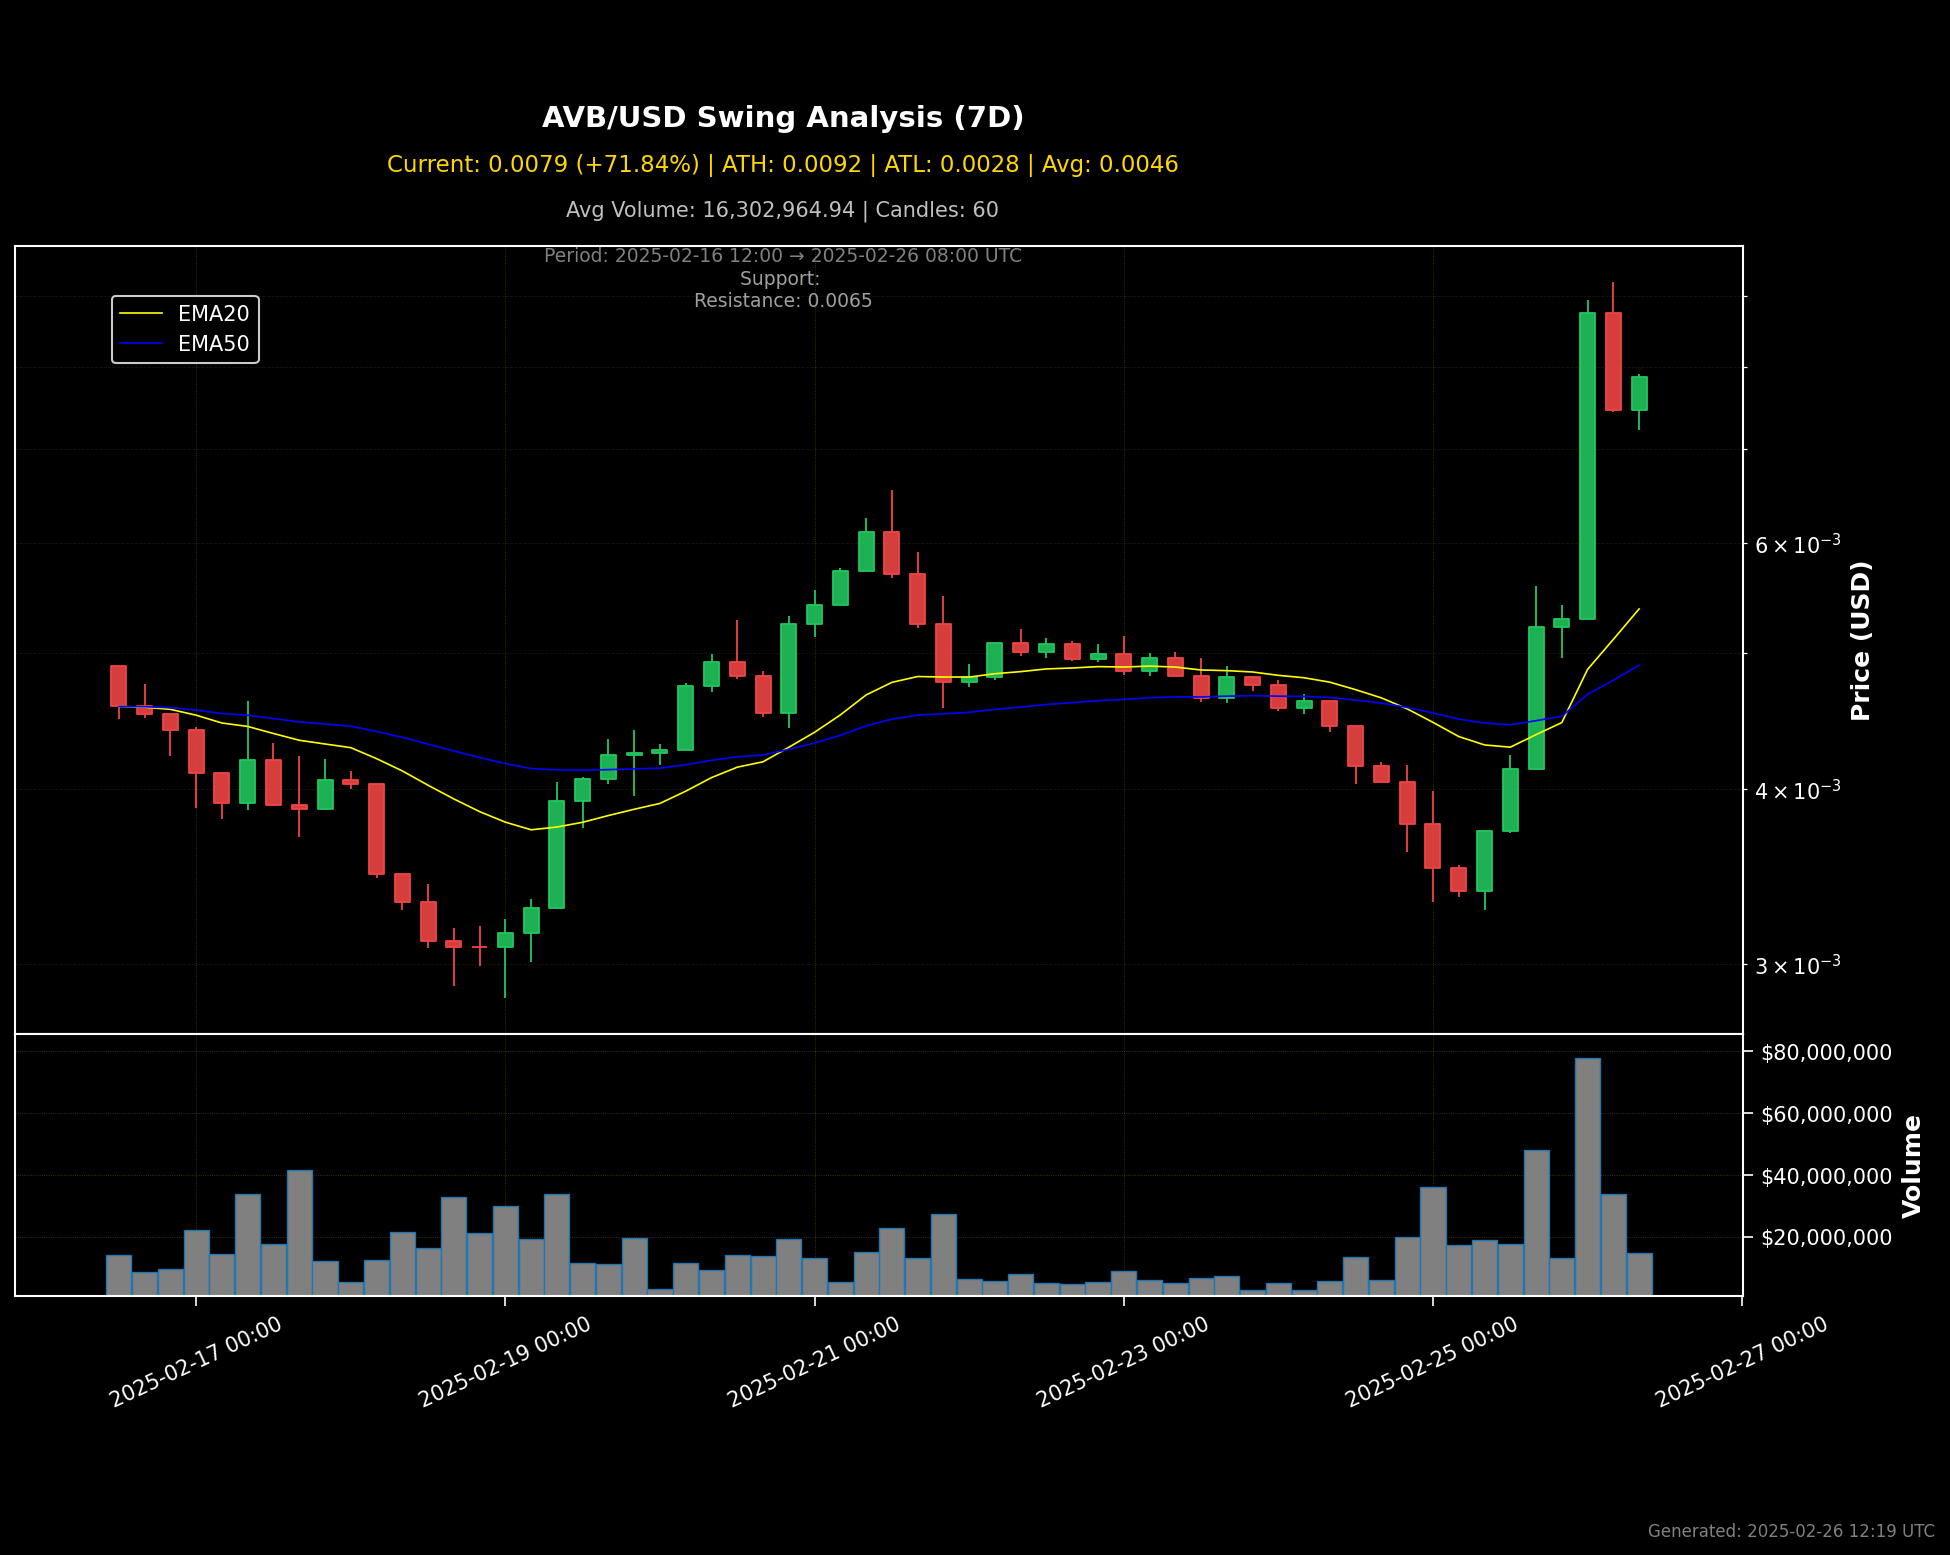 AVB/USD Swing Analysis (7D)
Current: 0.0079 (+71.84%) | ATH: 0.0092 | ATL: 0.0028 | Avg: 0.0046
Avg Volume: 16,302,964.94 | Candles: 60
Period: 2025-02-16 12:00 → 2025-02-26 08:00 UTC
Support:
Resistance: 0.0065
EMA20
EMA50
6 × 10⁻³
4 × 10⁻³
3 × 10⁻³
Price (USD)
$80,000,000
$60,000,000
$40,000,000
$20,000,000
Volume
2025-02-17 00:00
2025-02-19 00:00
2025-02-21 00:00
2025-02-23 00:00
2025-02-25 00:00
2025-02-27 00:00
Generated: 2025-02-26 12:19 UTC